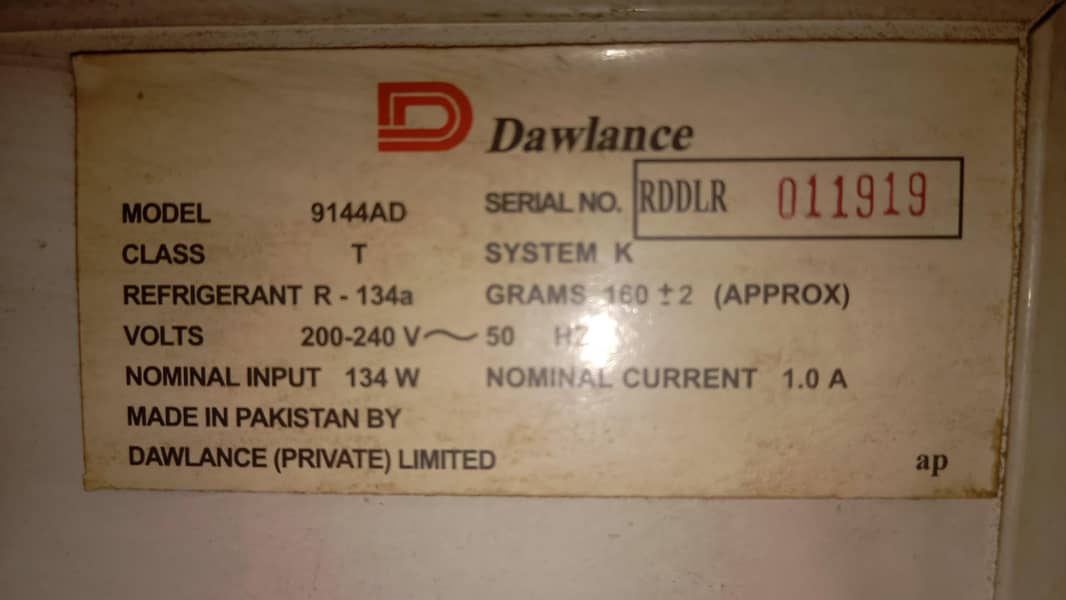 Dawlance
MODEL 9144AD SERIAL NO. RDDLR 011919
CLASS T SYSTEM K
REFRIGERANT R - 134a GRAMS 160 ± 2 (APPROX)
VOLTS 200-240 V ~ 50 HZ
NOMINAL INPUT 134 W NOMINAL CURRENT 1.0 A
MADE IN PAKISTAN BY
DAWLANCE (PRIVATE) LIMITED
ap